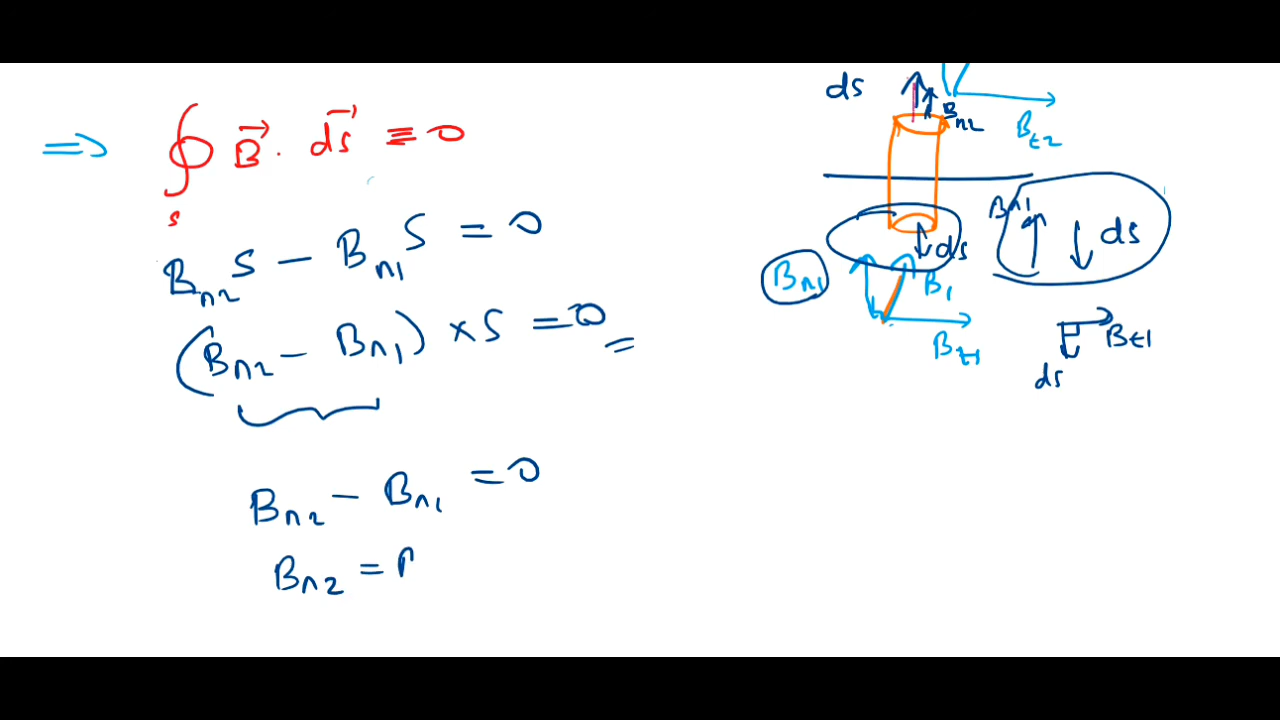 ⇒ ∮ B⃗ . ds⃗ ≡ 0
s
Bn2 S − Bn1 S = 0
(Bn2 − Bn1) × S = 0
Bn2 − Bn1 = 0
Bn2 =
ds
Bn2
Bt2
Bn1
ds
ds
Bn1
B1
Bt1
Bt1
ds